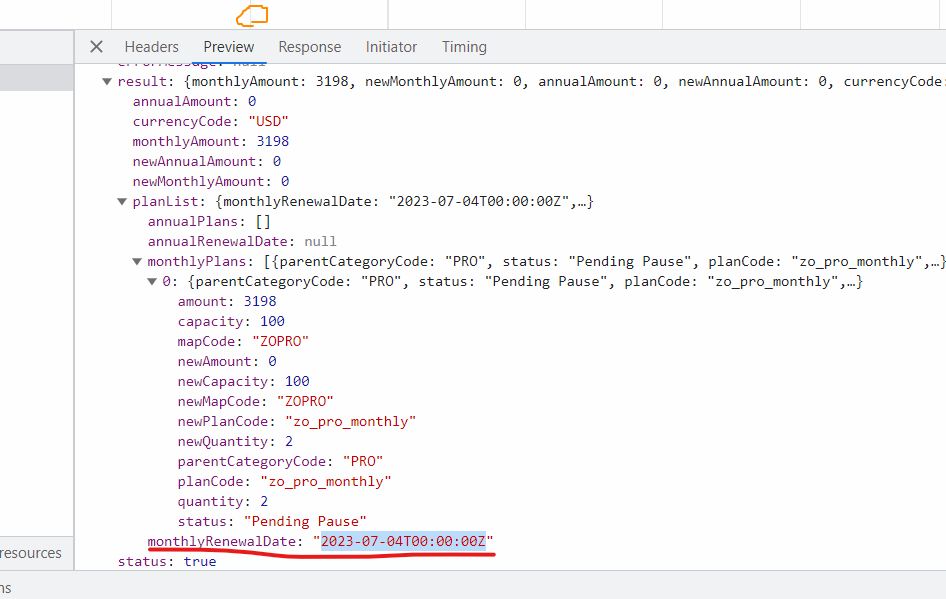 Headers Preview Response Initiator Timing
errorMessage: null
result: {monthlyAmount: 3198, newMonthlyAmount: 0, annualAmount: 0, newAnnualAmount: 0, currencyCode:
annualAmount: 0
currencyCode: "USD"
monthlyAmount: 3198
newAnnualAmount: 0
newMonthlyAmount: 0
planList: {monthlyRenewalDate: "2023-07-04T00:00:00Z",…}
annualPlans: []
annualRenewalDate: null
monthlyPlans: [{parentCategoryCode: "PRO", status: "Pending Pause", planCode: "zo_pro_monthly",…}
0: {parentCategoryCode: "PRO", status: "Pending Pause", planCode: "zo_pro_monthly",…}
amount: 3198
capacity: 100
mapCode: "ZOPRO"
newAmount: 0
newCapacity: 100
newMapCode: "ZOPRO"
newPlanCode: "zo_pro_monthly"
newQuantity: 2
parentCategoryCode: "PRO"
planCode: "zo_pro_monthly"
quantity: 2
status: "Pending Pause"
monthlyRenewalDate: "2023-07-04T00:00:00Z"
resources
status: true
ns